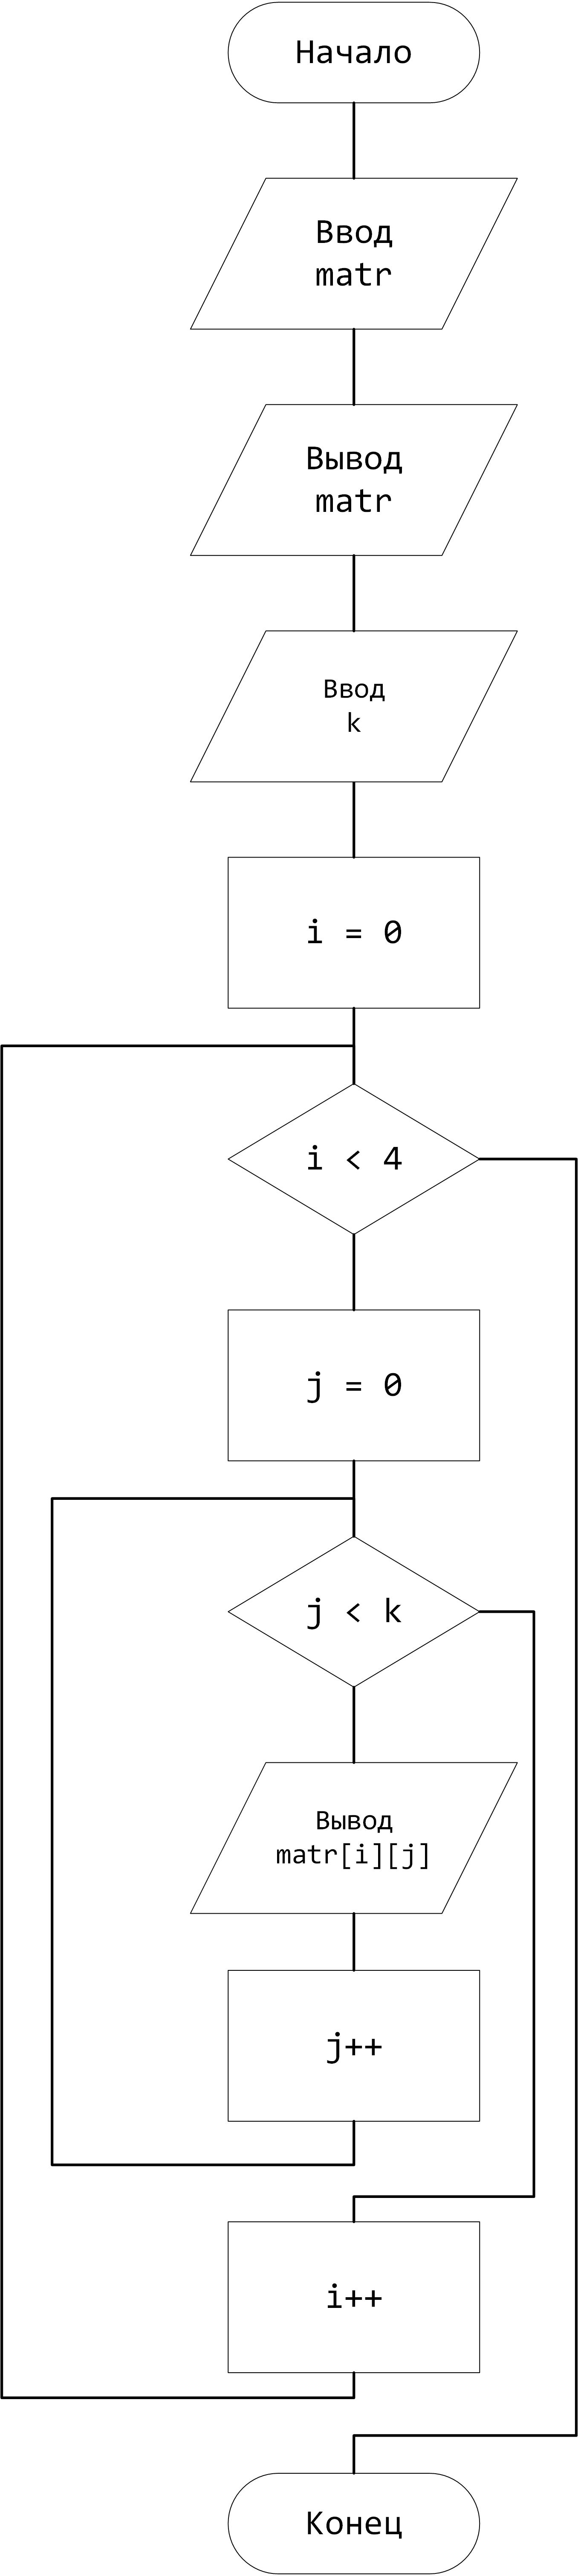 Начало
Ввод
matr
Вывод
matr
Ввод
k
i = 0
i < 4
j = 0
j < k
Вывод
matr[i][j]
j++
i++
Конец